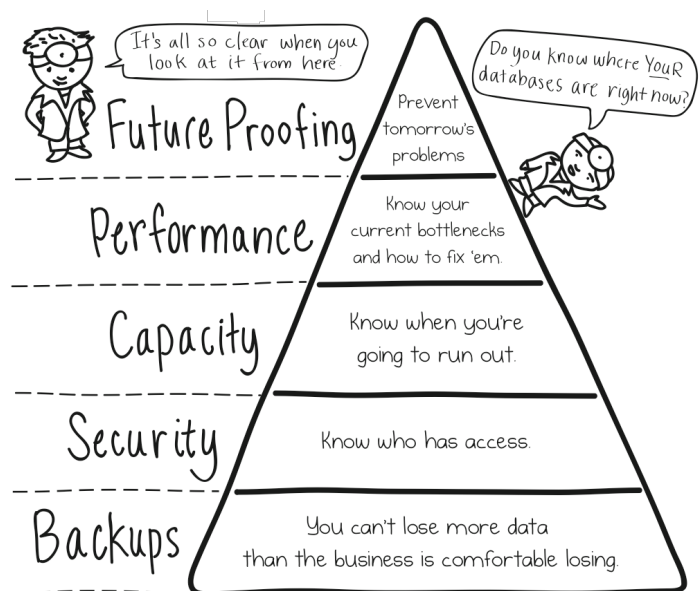 It's all so clear when you
look at it from here.
Do you know where YOUR
databases are right now?
Future Proofing
Prevent
tomorrow's
problems
Performance
Know your
current bottlenecks
and how to fix 'em.
Capacity
Know when you're
going to run out.
Security
Know who has access.
Backups
You can't lose more data
than the business is comfortable losing.